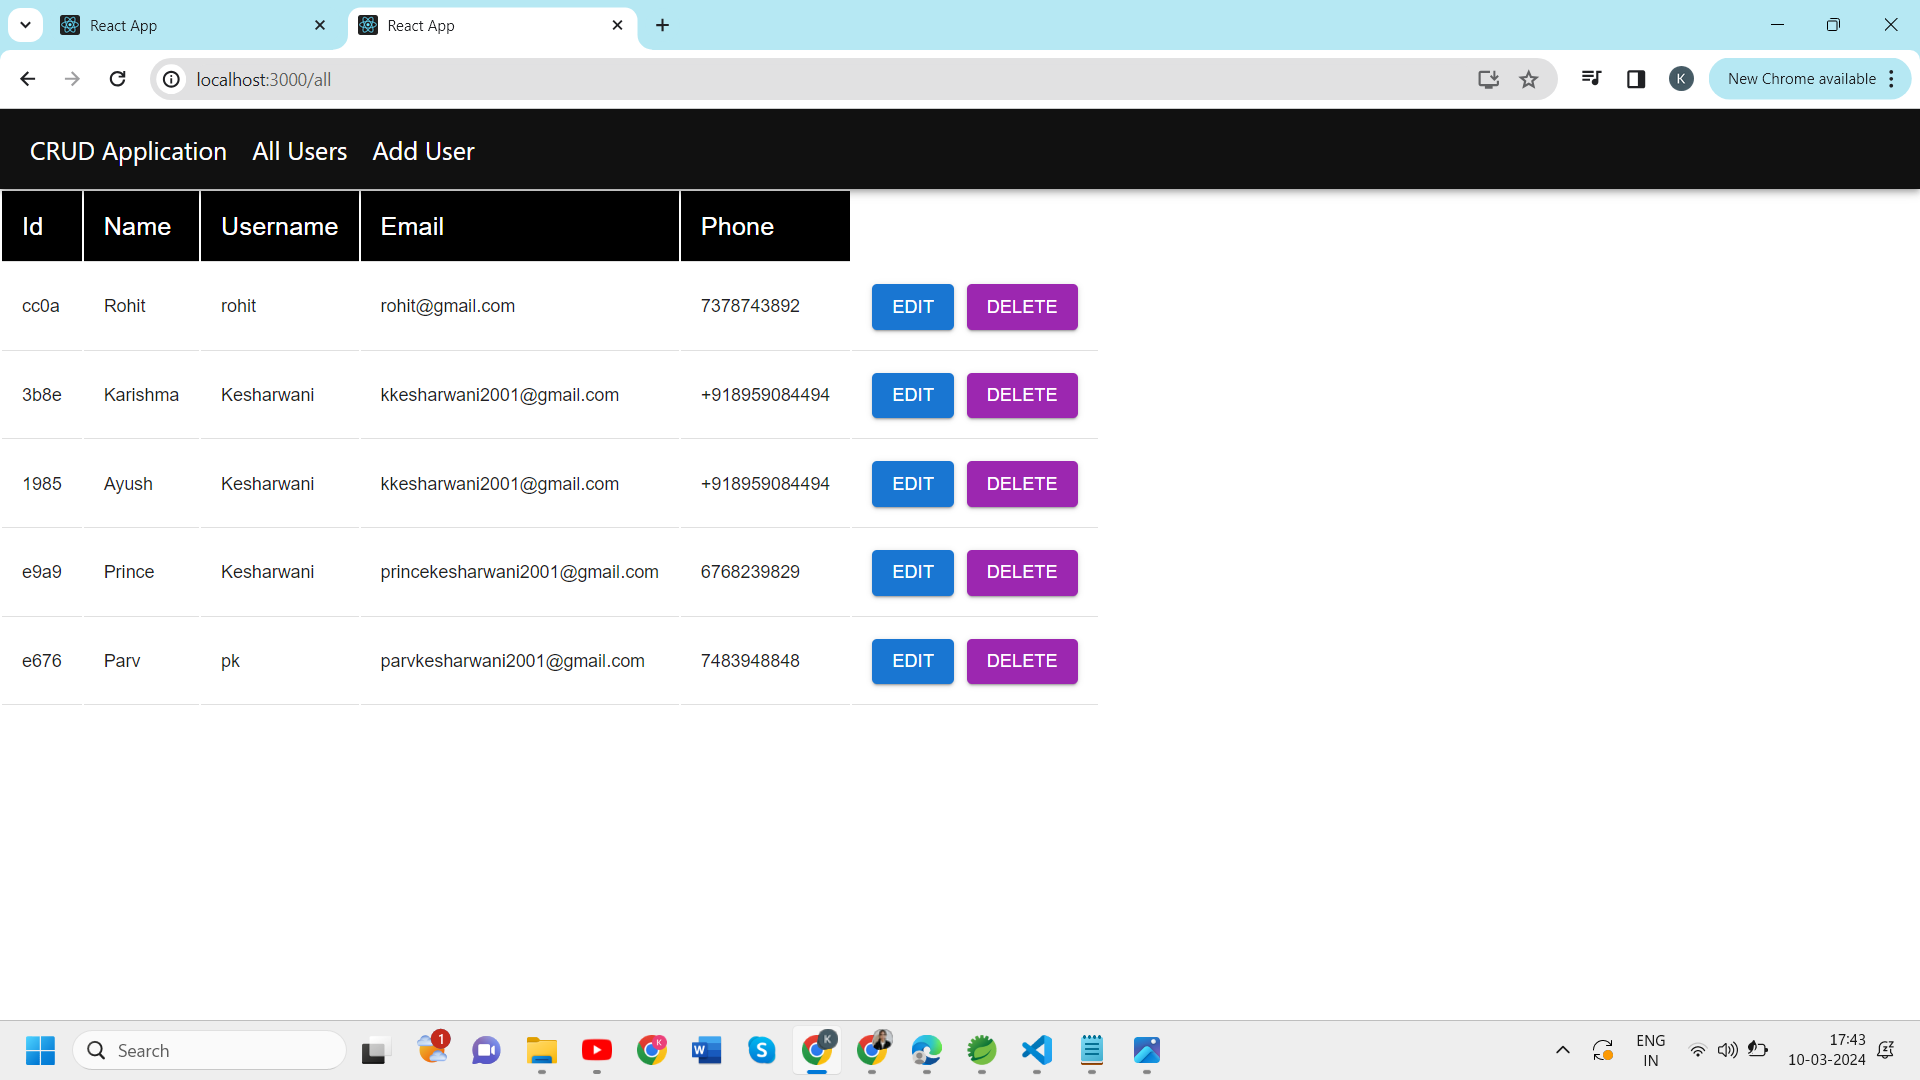 React App
React App
localhost:3000/all
K
New Chrome available
CRUD Application All Users Add User
Id Name Username Email Phone
cc0a Rohit rohit rohit@gmail.com 7378743892 EDIT DELETE
3b8e Karishma Kesharwani kkesharwani2001@gmail.com +918959084494 EDIT DELETE
1985 Ayush Kesharwani kkesharwani2001@gmail.com +918959084494 EDIT DELETE
e9a9 Prince Kesharwani princekesharwani2001@gmail.com 6768239829 EDIT DELETE
e676 Parv pk parvkesharwani2001@gmail.com 7483948848 EDIT DELETE
Search
1
K
W
S
K
ENG
IN
17:43
10-03-2024